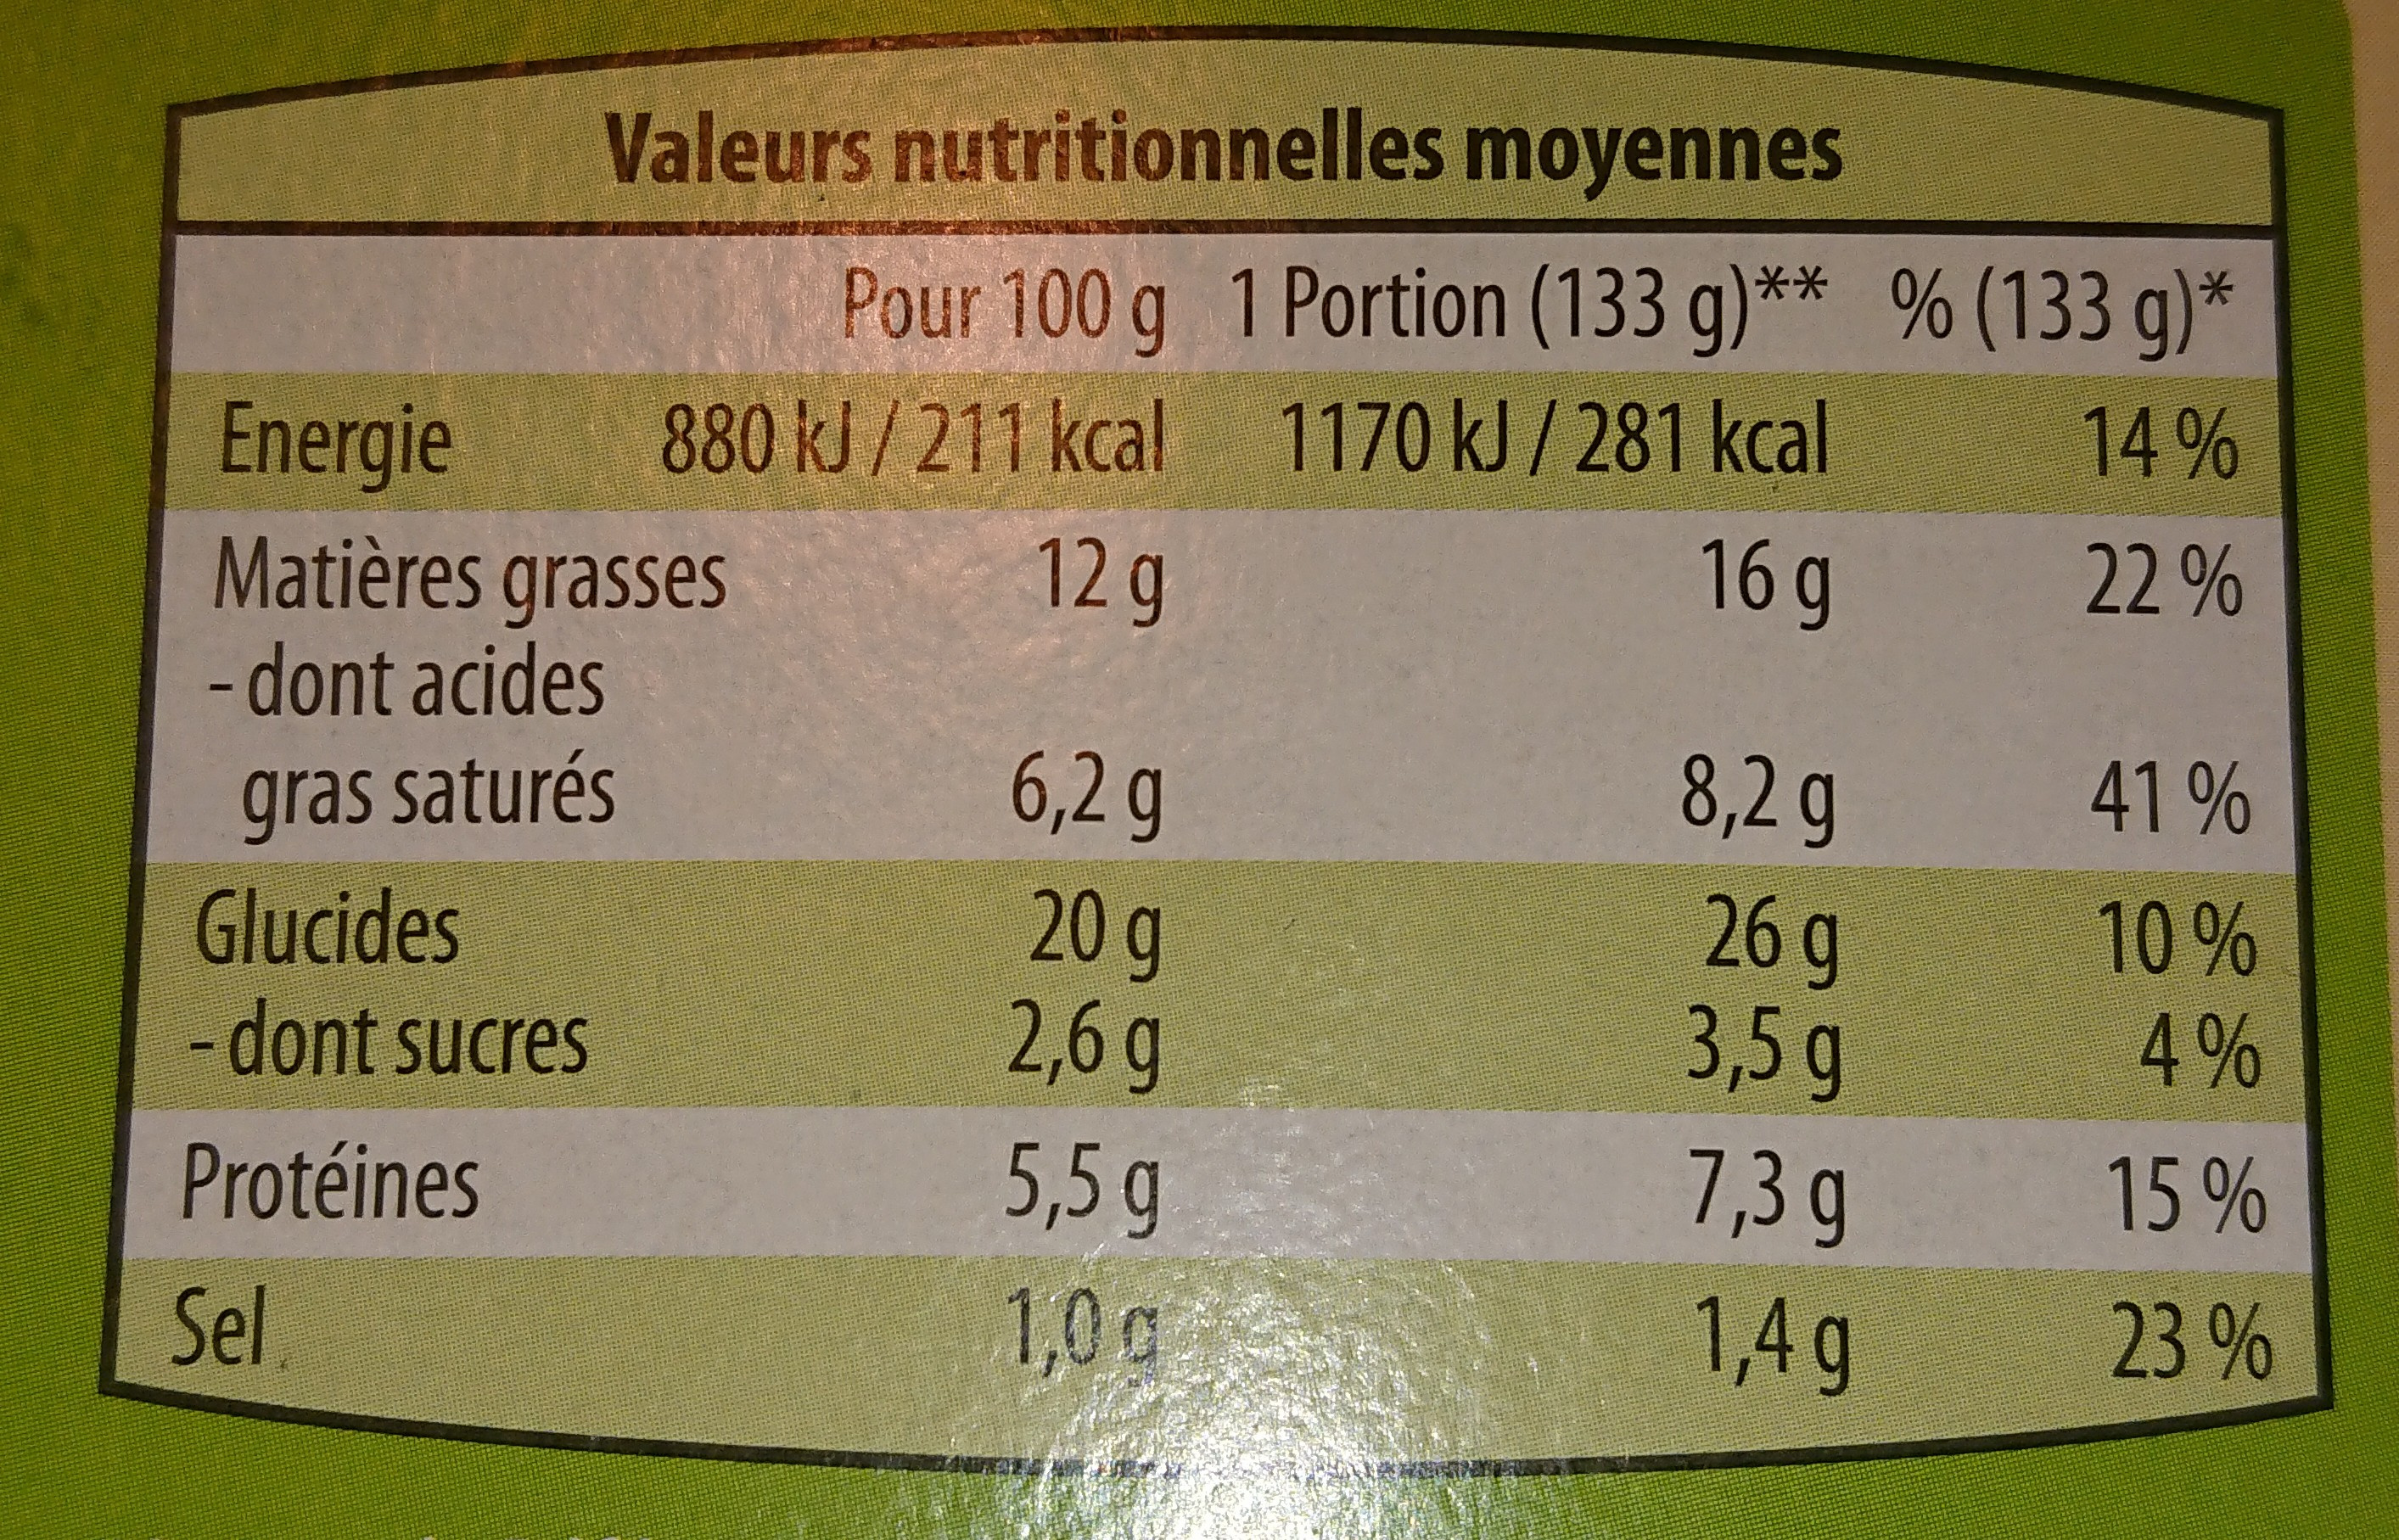 Valeurs nutritionnelles moyennes
Pour 100 g 1 Portion (133 g)** % (133 g)*
Energie 880 kJ / 211 kcal 1170 kJ / 281 kcal 14 %
Matières grasses 12 g 16 g 22 %
- dont acides
gras saturés 6,2 g 8,2 g 41 %
Glucides 20 g 26 g 10 %
- dont sucres 2,6 g 3,5 g 4 %
Protéines 5,5 g 7,3 g 15 %
Sel 1,0 g 1,4 g 23 %